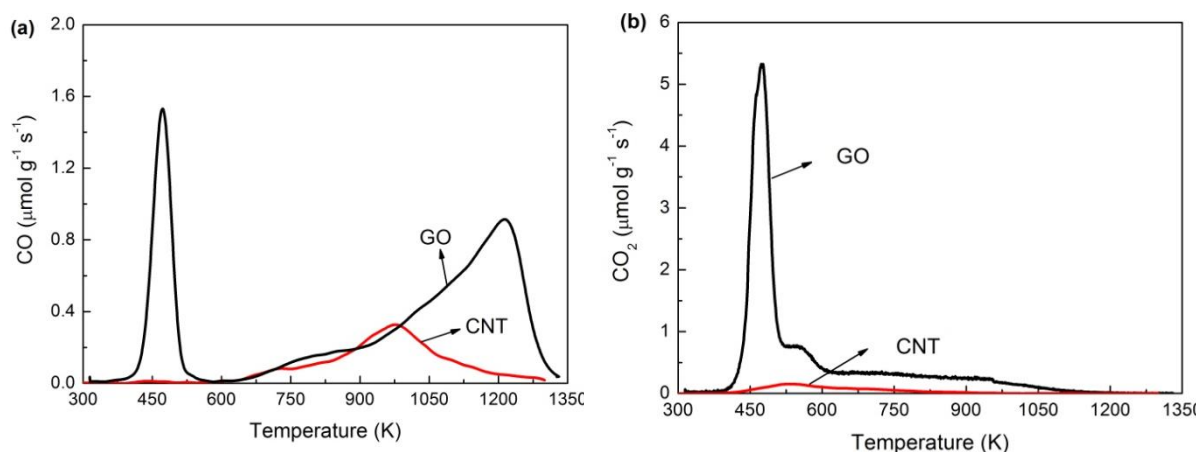 (a)
2.0
1.6
1.2
0.8
0.4
0.0
CO (μmol g⁻¹ s⁻¹)
GO
CNT
300 450 600 750 900 1050 1200 1350
Temperature (K)
(b)
6
5
4
3
2
1
0
CO₂ (μmol g⁻¹ s⁻¹)
GO
CNT
300 450 600 750 900 1050 1200 1350
Temperature (K)